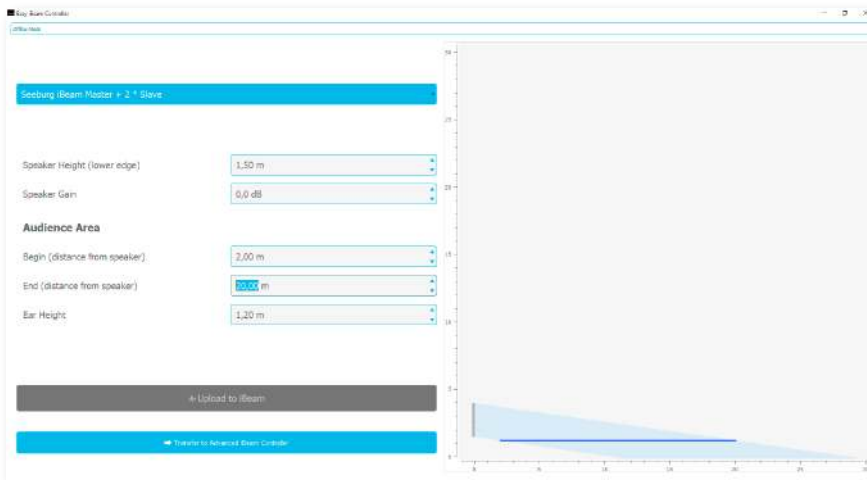 Easy Beam Controller
Offline Mode
Seeburg iBeam Master + 2 * Slave
Speaker Height (lower edge)
1,50 m
Speaker Gain
0,0 dB
Audience Area
Begin (distance from speaker)
2,00 m
End (distance from speaker)
20,00 m
Ear Height
1,20 m
Upload to iBeam
Transfer to Advanced iBeam Controller
30
25
20
15
10
5
0
0 5 10 15 20 25 30